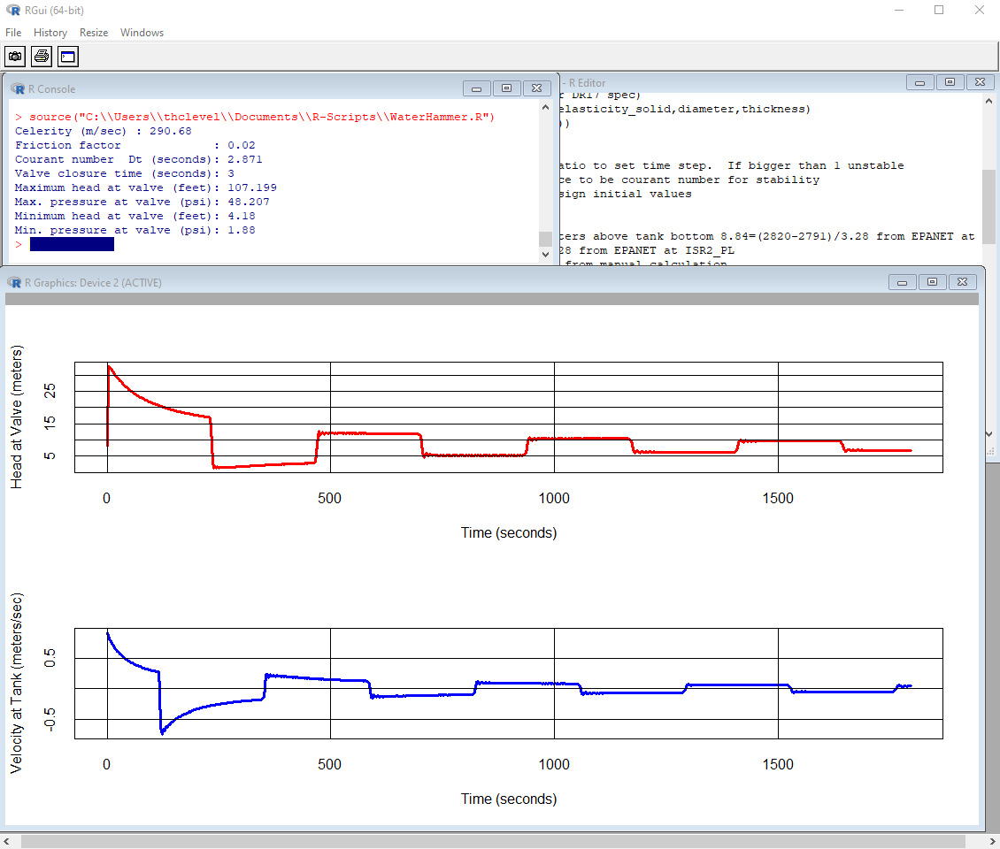 RGui (64-bit)
File History Resize Windows
R Console
> source("C:\\Users\\thclevel\\Documents\\R-Scripts\\WaterHammer.R")
Celerity (m/sec) : 290.68
Friction factor : 0.02
Courant number Dt (seconds): 2.871
Valve closure time (seconds): 3
Maximum head at valve (feet): 107.199
Max. pressure at valve (psi): 48.207
Minimum head at valve (feet): 4.18
Min. pressure at valve (psi): 1.88
>
- R Editor
r DR17 spec)
elasticity_solid,diameter,thickness)
))
atio to set time step. If bigger than 1 unstable
ce to be courant number for stability
sign initial values
ters above tank bottom 8.84=(2820-2791)/3.28 from EPANET at
28 from EPANET at ISR2_PL
from manual calculation
R Graphics: Device 2 (ACTIVE)
Head at Valve (meters)
25
15
5
0 500 1000 1500
Time (seconds)
Velocity at Tank (meters/sec)
0.5
-0.5
0 500 1000 1500
Time (seconds)